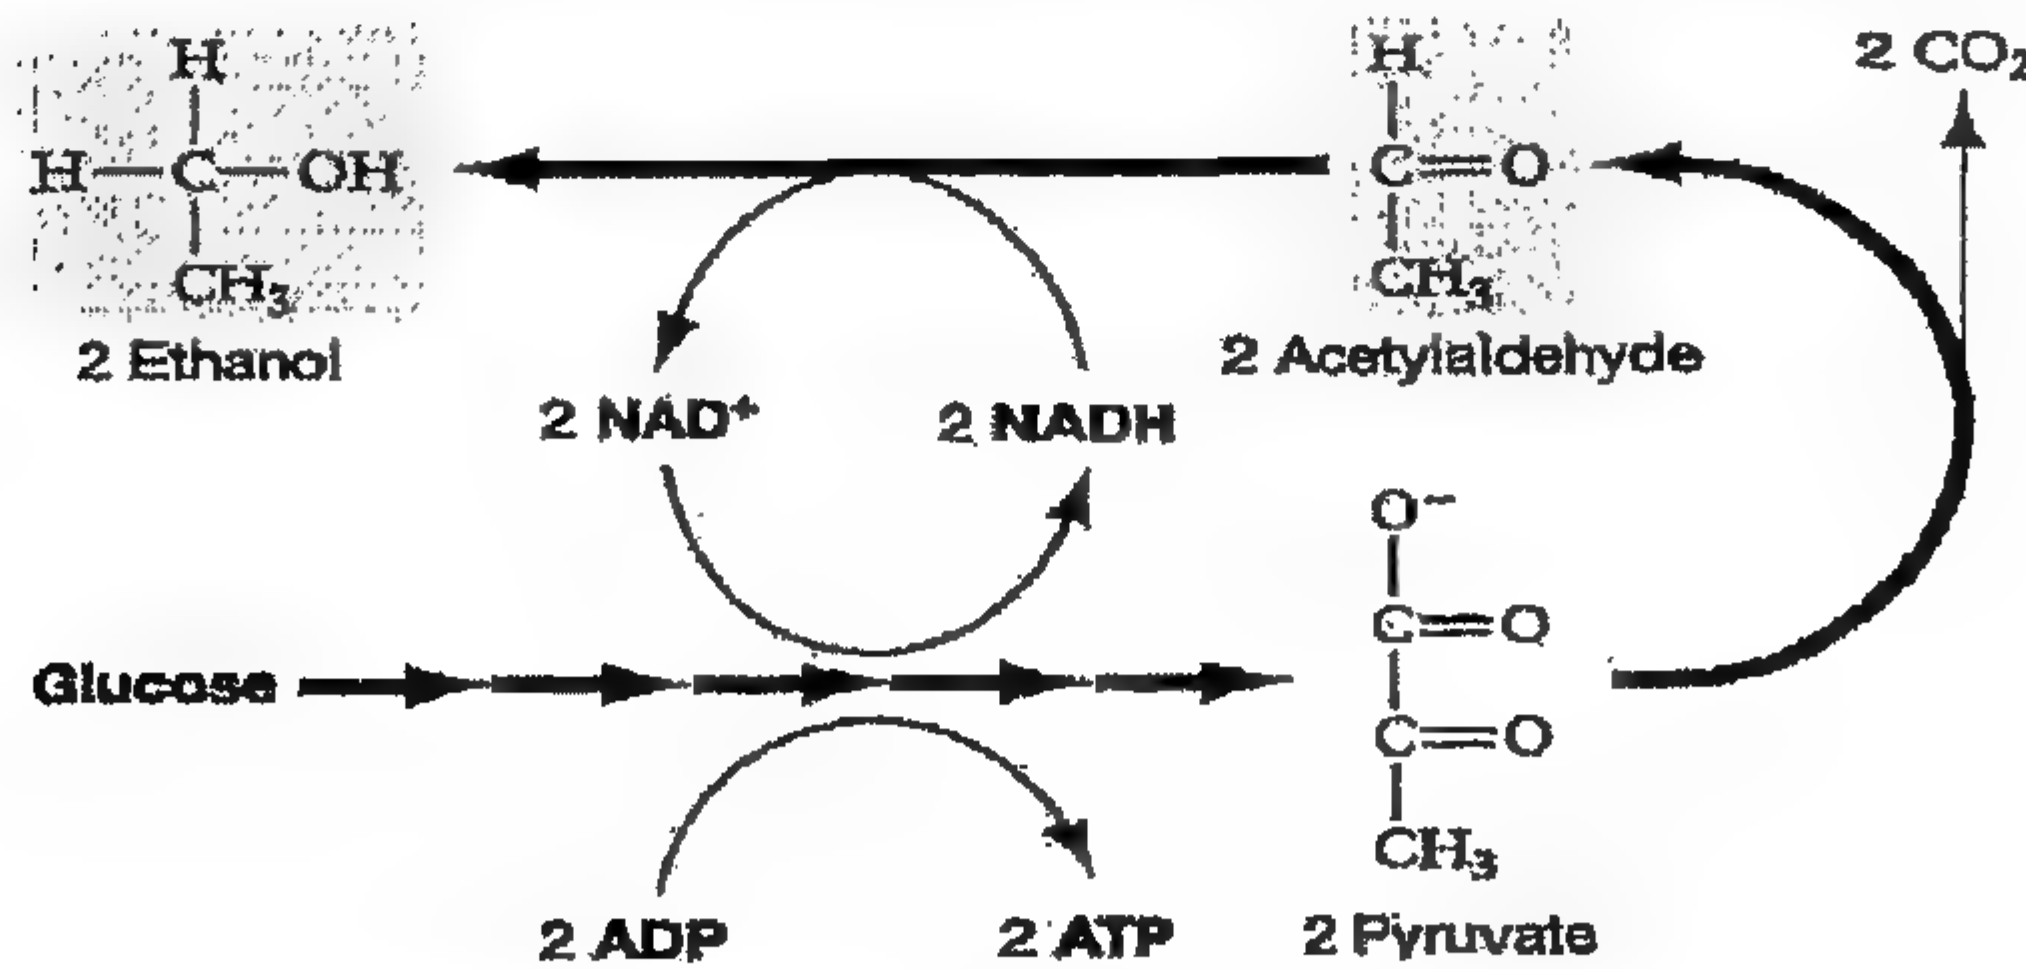 H
H—C—OH
CH₃
2 Ethanol
H
C=O
CH₃
2 Acetylaldehyde
2 CO₂
2 NAD⁺
2 NADH
O⁻
C=O
C=O
CH₃
2 Pyruvate
Glucose
2 ADP
2 ATP